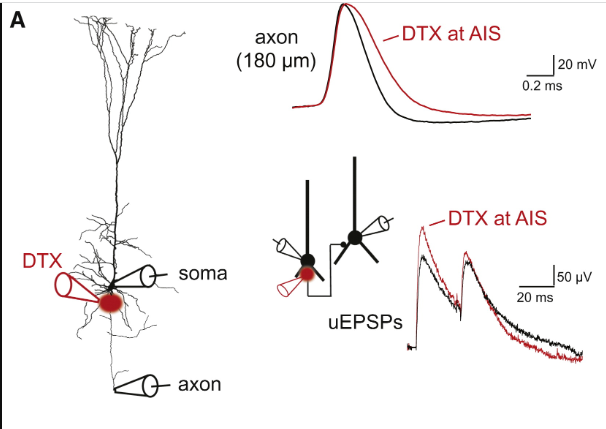 A
axon
(180 µm)
DTX at AIS
20 mV
0.2 ms
DTX
soma
axon
DTX at AIS
uEPSPs
50 µV
20 ms